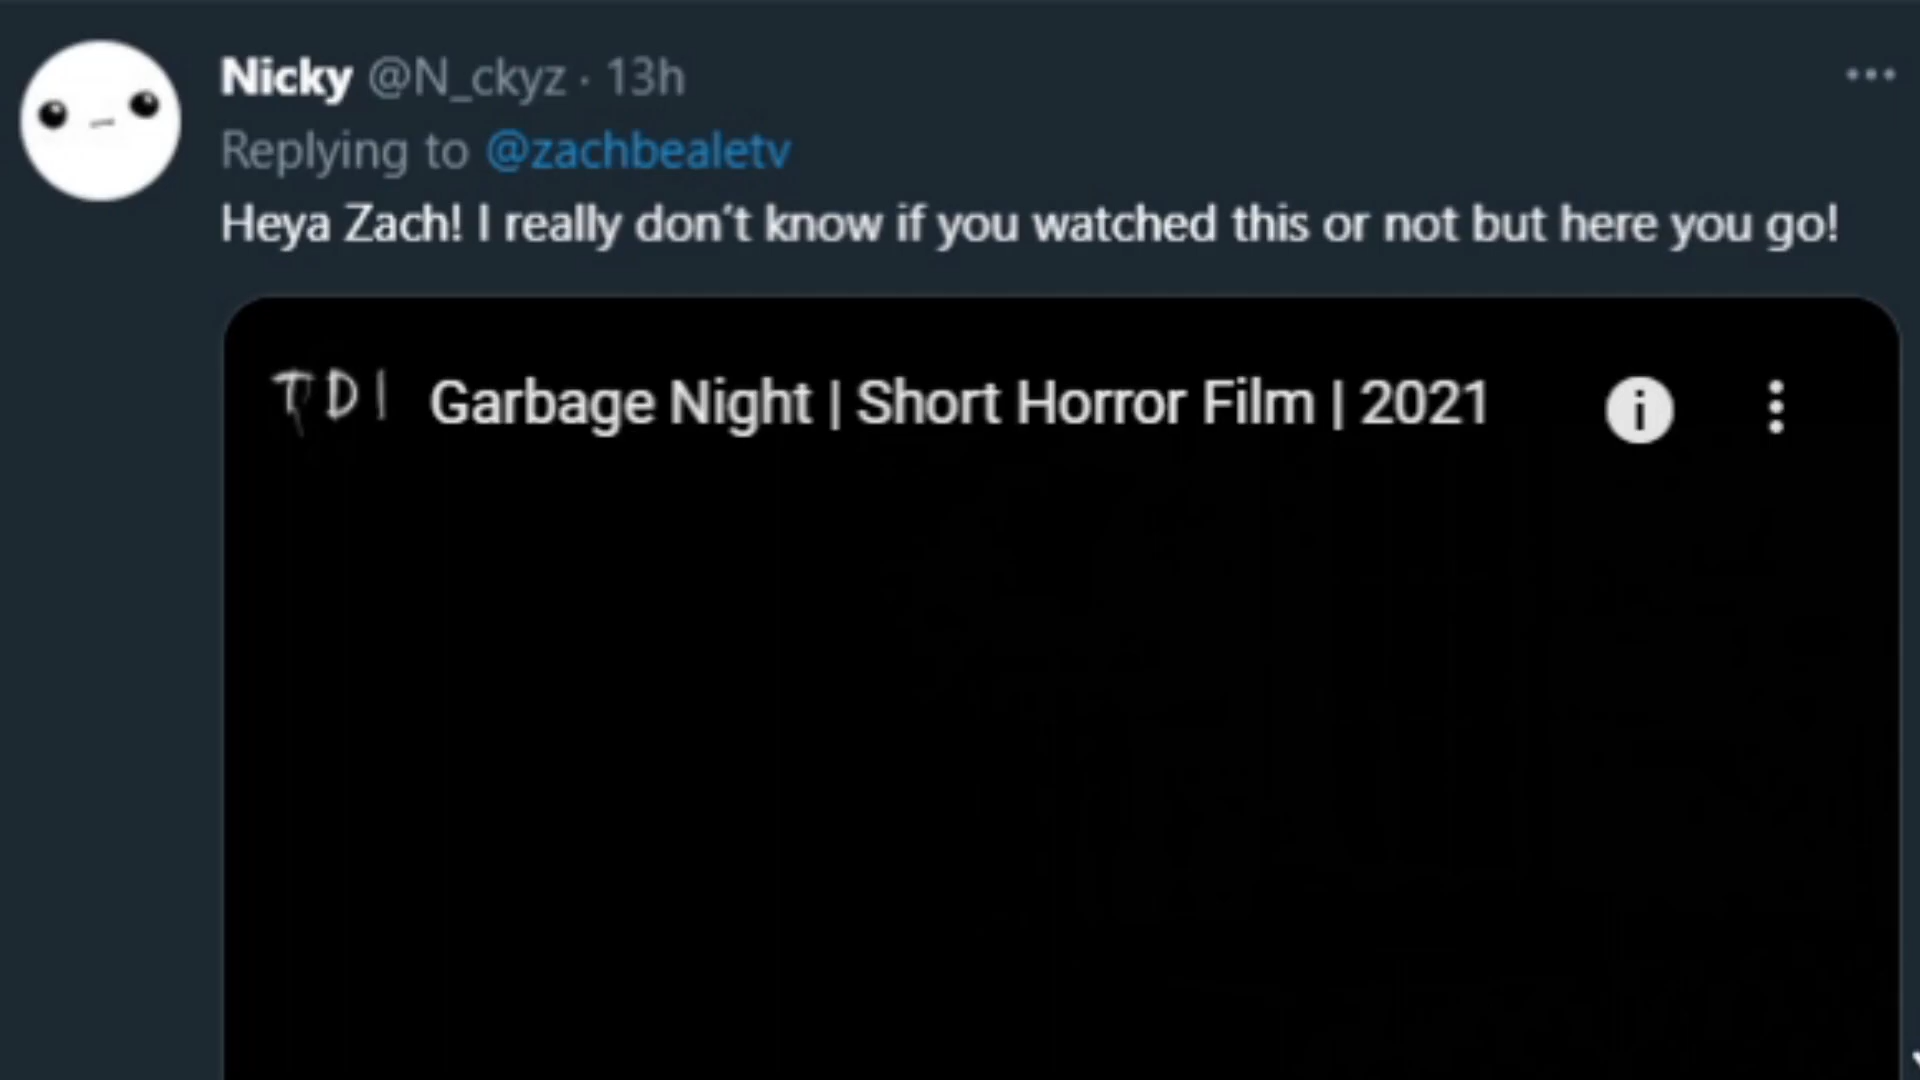 Nicky @N_ckyz · 13h
Replying to @zachbealetv
Heya Zach! I really don't know if you watched this or not but here you go!
TDI Garbage Night | Short Horror Film | 2021